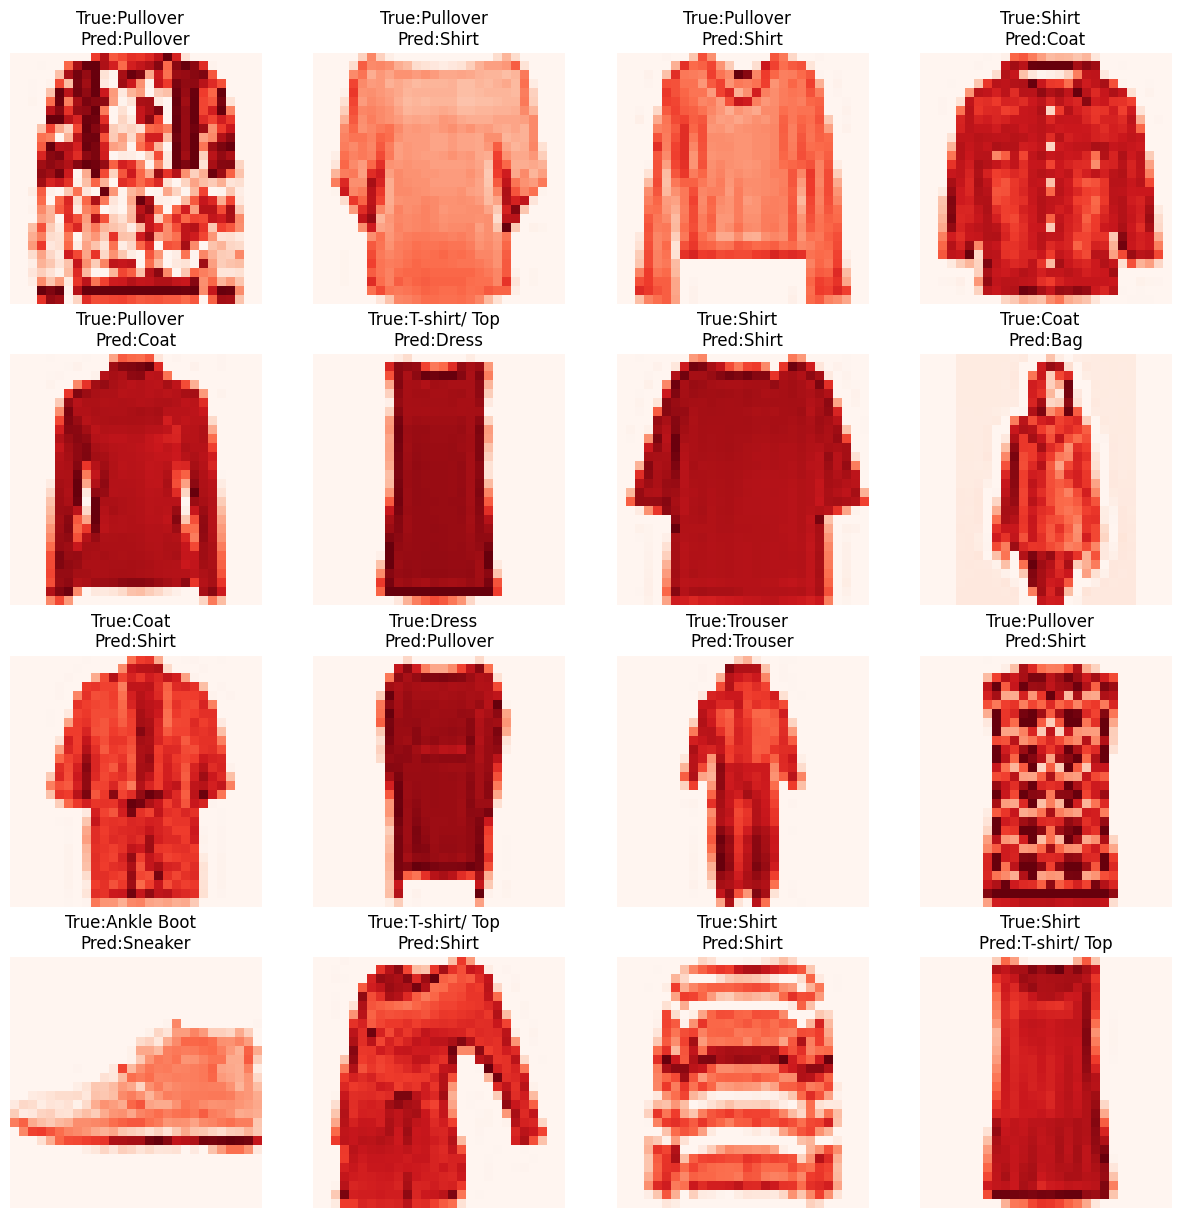 True:Pullover
Pred:Pullover
True:Pullover
Pred:Shirt
True:Pullover
Pred:Shirt
True:Shirt
Pred:Coat
True:Pullover
Pred:Coat
True:T-shirt/ Top
Pred:Dress
True:Shirt
Pred:Shirt
True:Coat
Pred:Bag
True:Coat
Pred:Shirt
True:Dress
Pred:Pullover
True:Trouser
Pred:Trouser
True:Pullover
Pred:Shirt
True:Ankle Boot
Pred:Sneaker
True:T-shirt/ Top
Pred:Shirt
True:Shirt
Pred:Shirt
True:Shirt
Pred:T-shirt/ Top